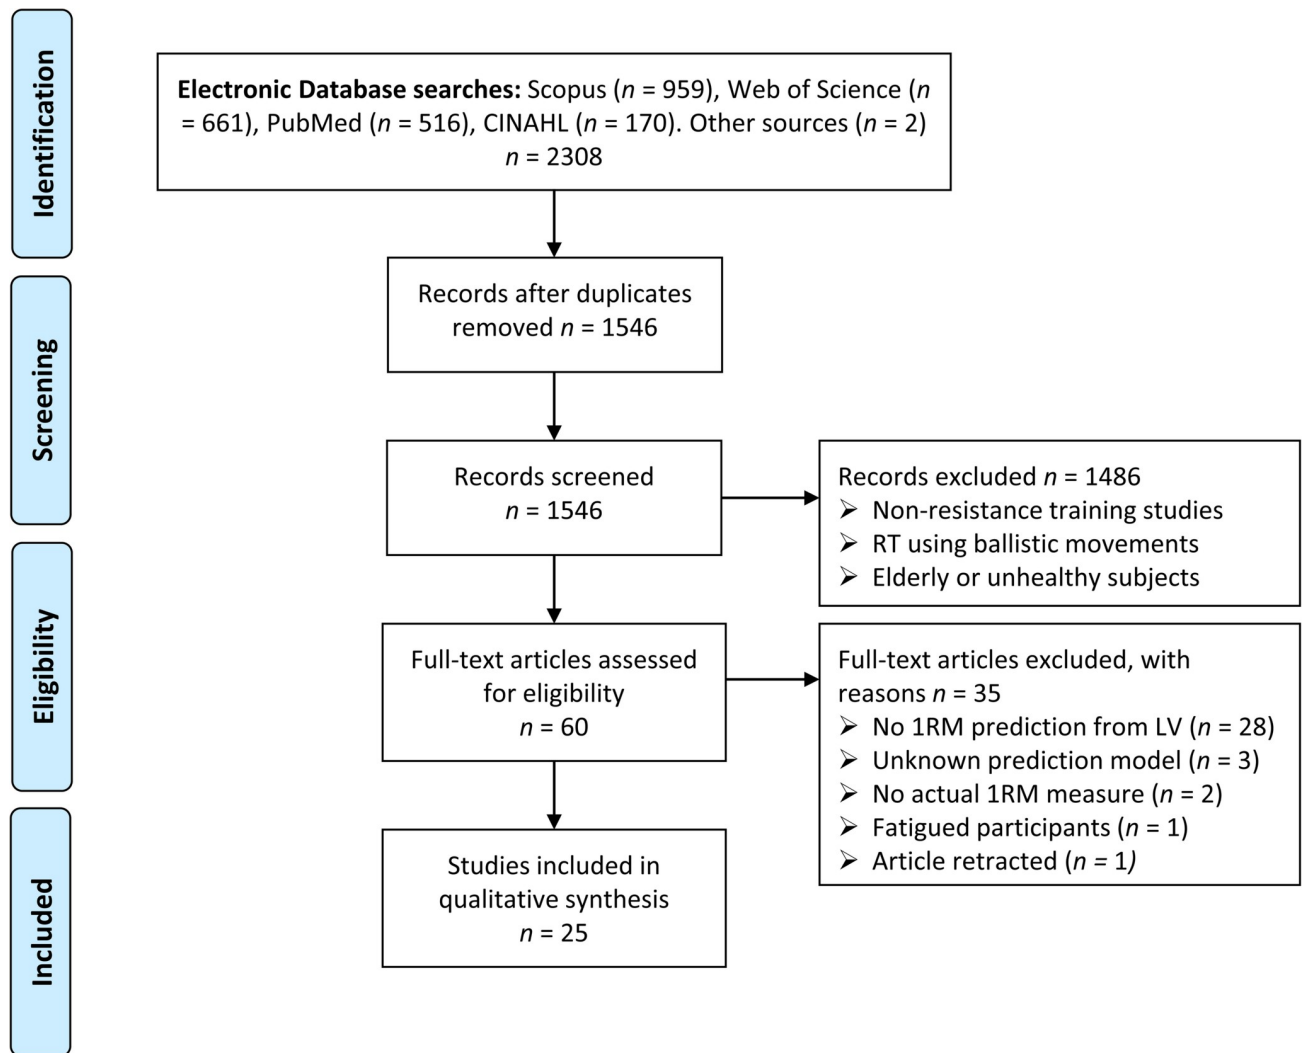 Identification
Electronic Database searches: Scopus (n = 959), Web of Science (n
= 661), PubMed (n = 516), CINAHL (n = 170). Other sources (n = 2)
n = 2308
Screening
Records after duplicates
removed n = 1546
Records screened
n = 1546
Records excluded n = 1486
➢ Non-resistance training studies
➢ RT using ballistic movements
➢ Elderly or unhealthy subjects
Eligibility
Full-text articles assessed
for eligibility
n = 60
Full-text articles excluded, with
reasons n = 35
➢ No 1RM prediction from LV (n = 28)
➢ Unknown prediction model (n = 3)
➢ No actual 1RM measure (n = 2)
➢ Fatigued participants (n = 1)
➢ Article retracted (n = 1)
Included
Studies included in
qualitative synthesis
n = 25